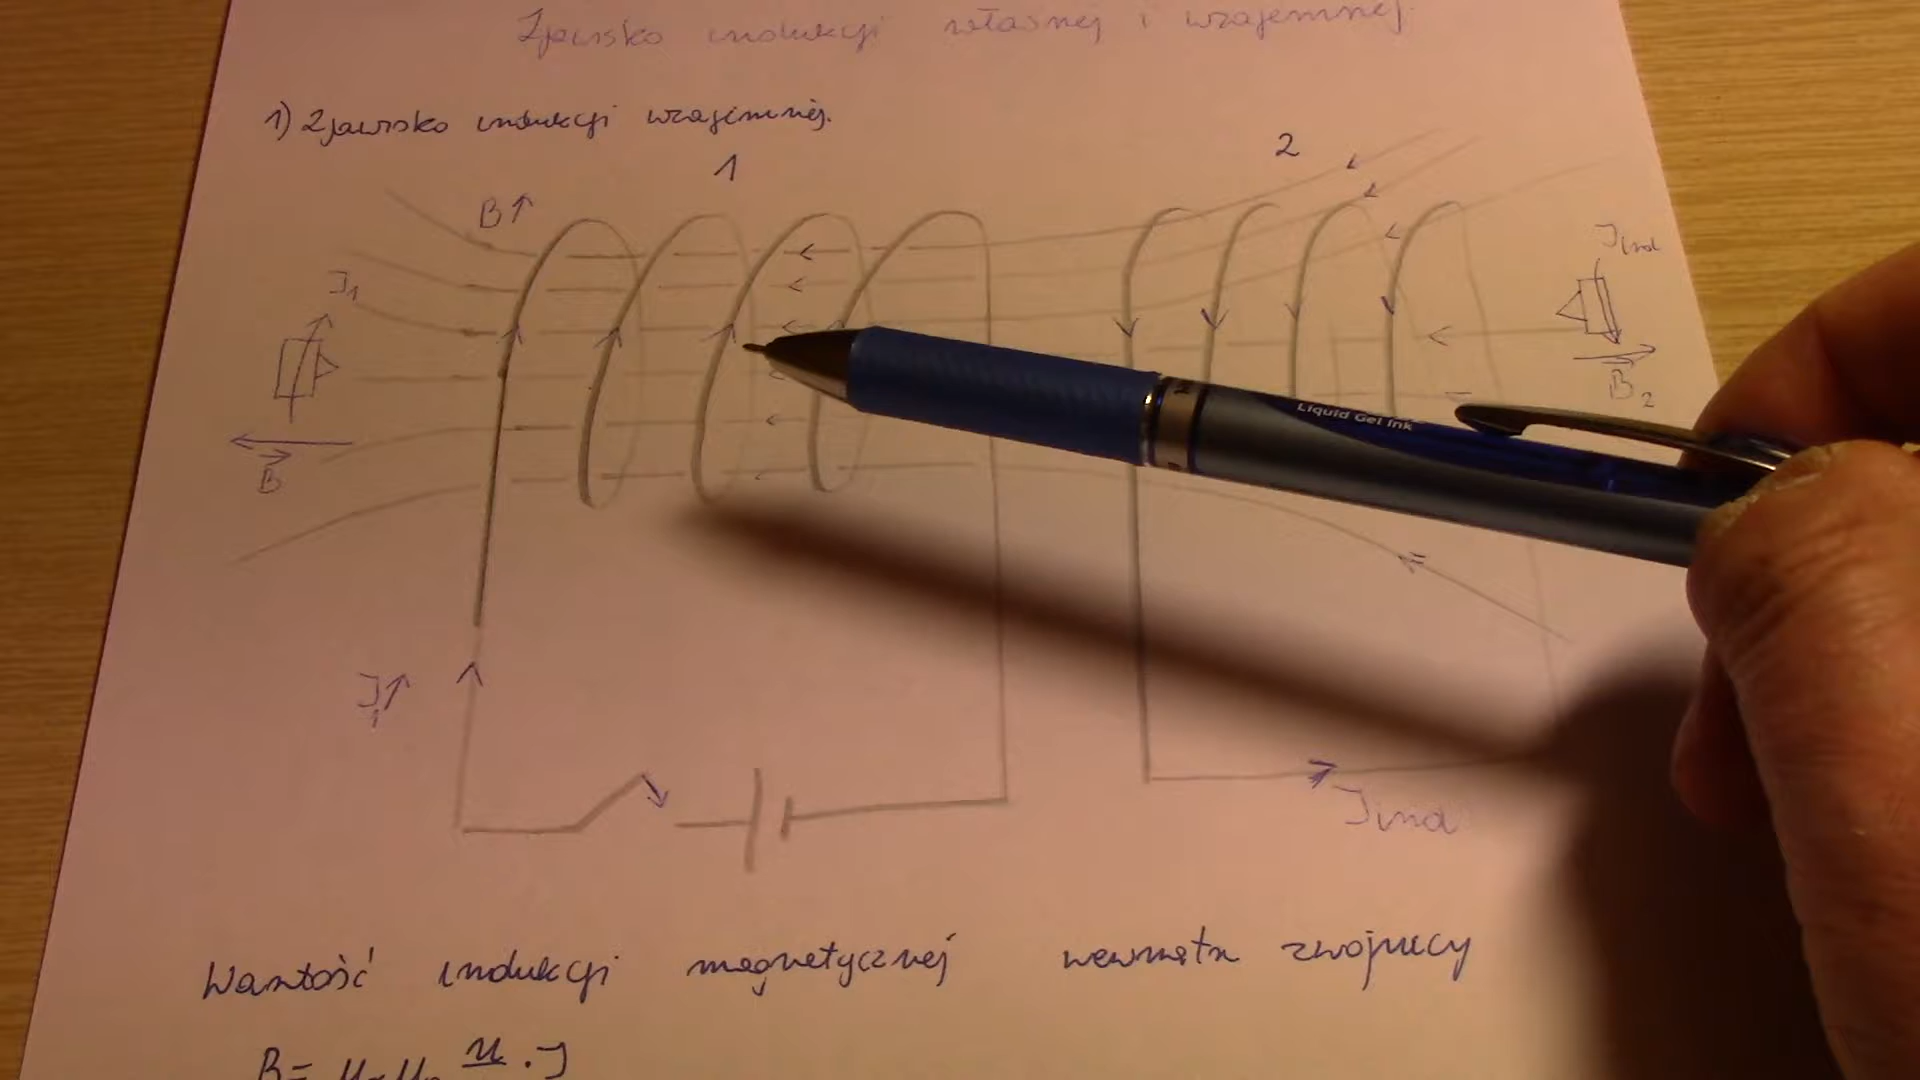 Zjawisko indukcji własnej i wzajemnej.
1) Zjawisko indukcji wzajemnej.
1
2
B↑
J₁
B
Jind
B₂
Liquid Gel Ink
J₁↑
Jind
Wartość indukcji magnetycznej wewnątrz zwojnicy
B=
n
. J